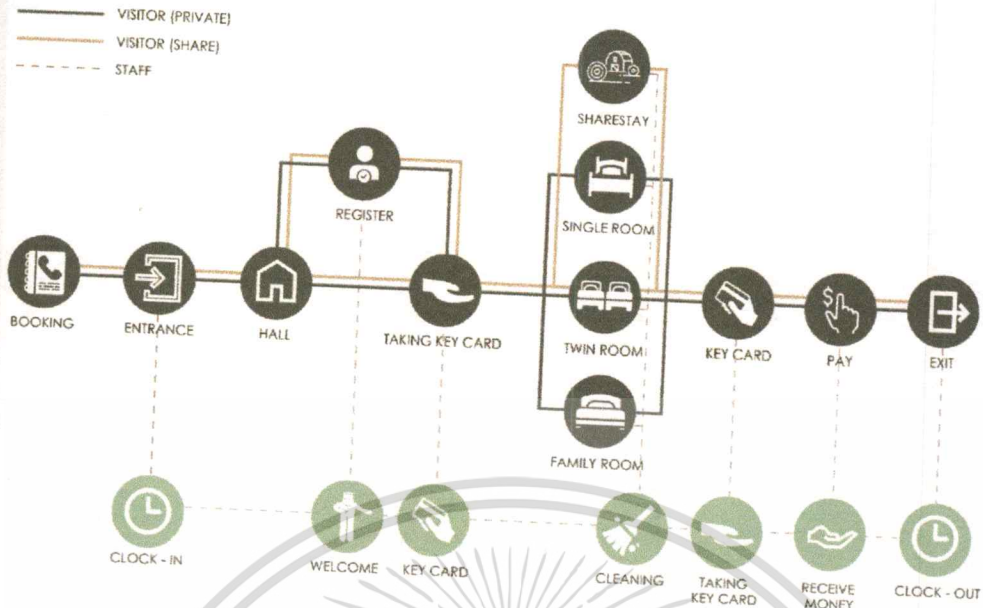 VISITOR (PRIVATE)
VISITOR (SHARE)
STAFF
SHARESTAY
REGISTER
SINGLE ROOM
BOOKING
ENTRANCE
HALL
TAKING KEY CARD
TWIN ROOM
KEY CARD
PAY
EXIT
FAMILY ROOM
CLOCK - IN
WELCOME
KEY CARD
CLEANING
TAKING
KEY CARD
RECEIVE
MONEY
CLOCK - OUT
$